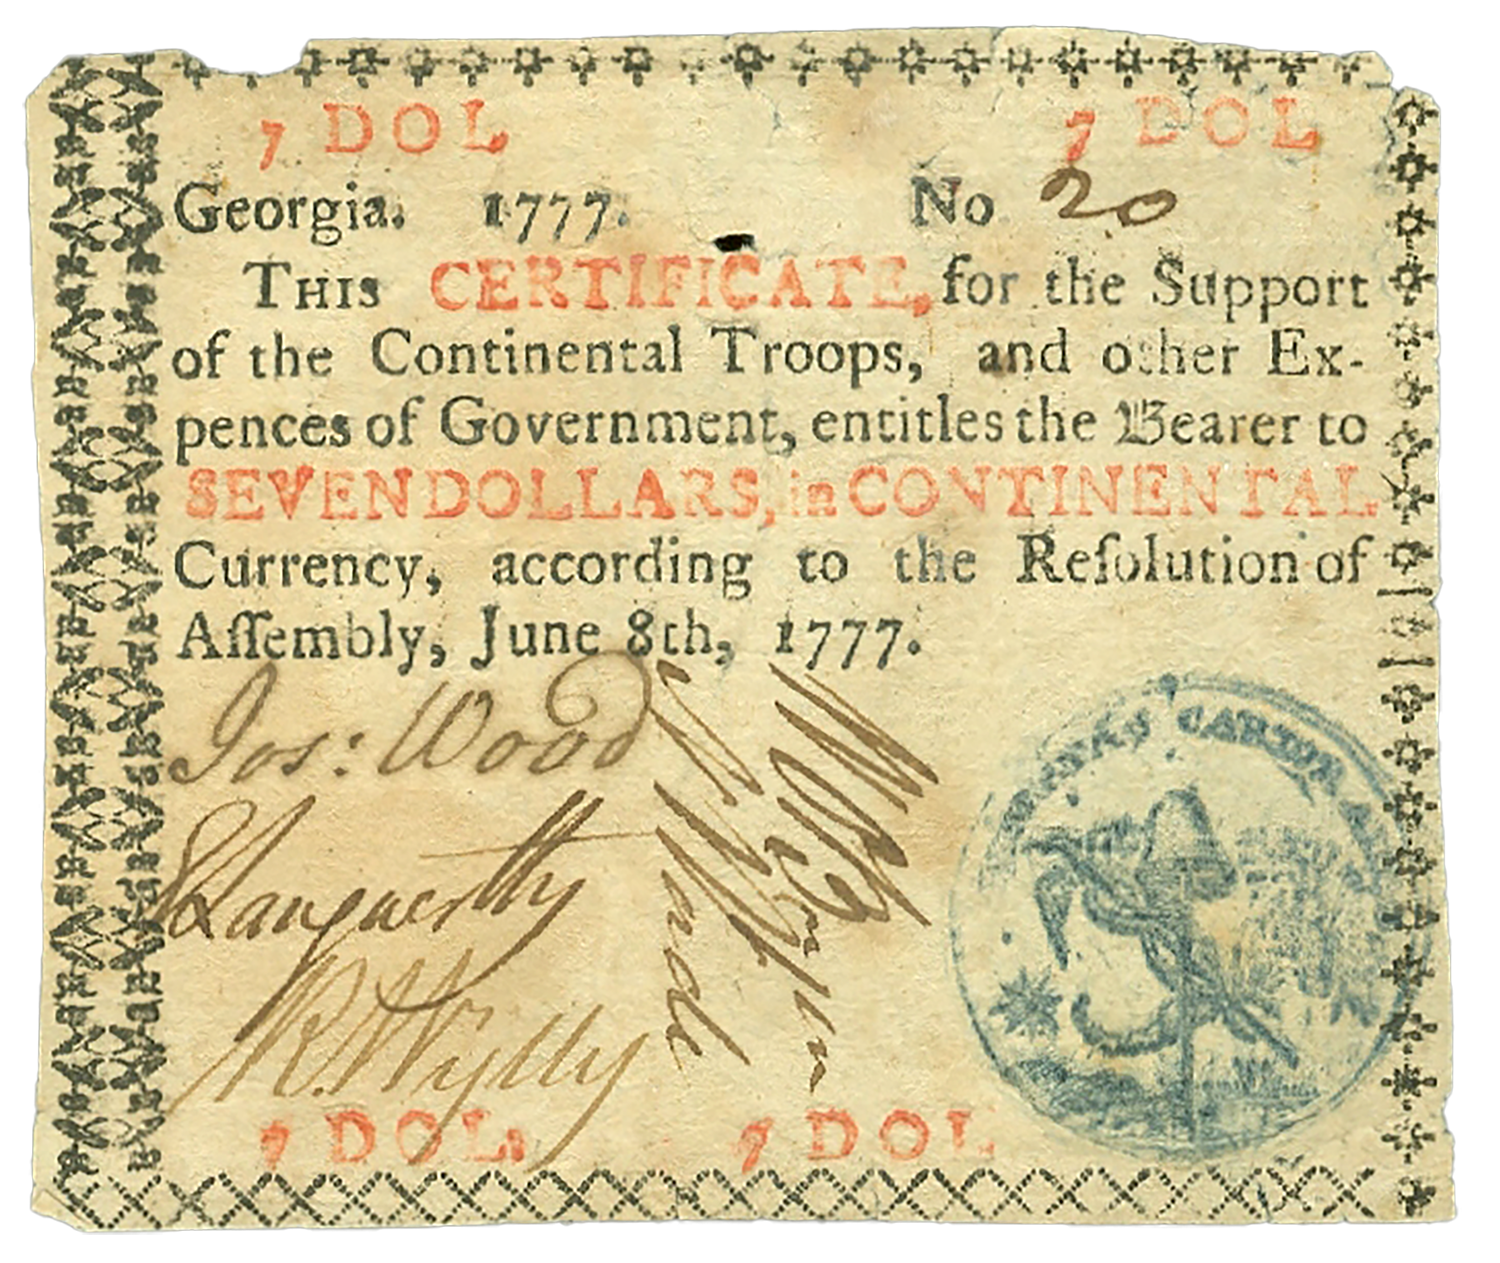 7 DOL 7 DOL
Georgia. 1777. No 20
THIS CERTIFICATE, for the Support
of the Continental Troops, and other Ex-
pences of Government, entitles the Bearer to
SEVEN DOLLARS, in CONTINENTAL
Currency, according to the Reſolution of
Aſſembly, June 8th, 1777.
Jos: Wood
R. Wylly
7 DOL. 7 DOL